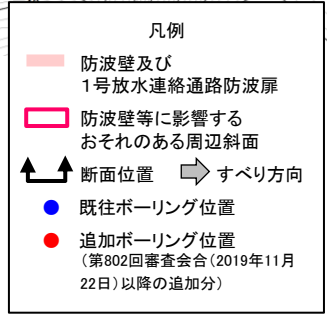 凡例
防波壁及び
１号放水連絡通路防波扉
防波壁等に影響する
おそれのある周辺斜面
断面位置 すべり方向
既往ボーリング位置
追加ボーリング位置
（第802回審査会合（2019年11月
22日）以降の追加分）